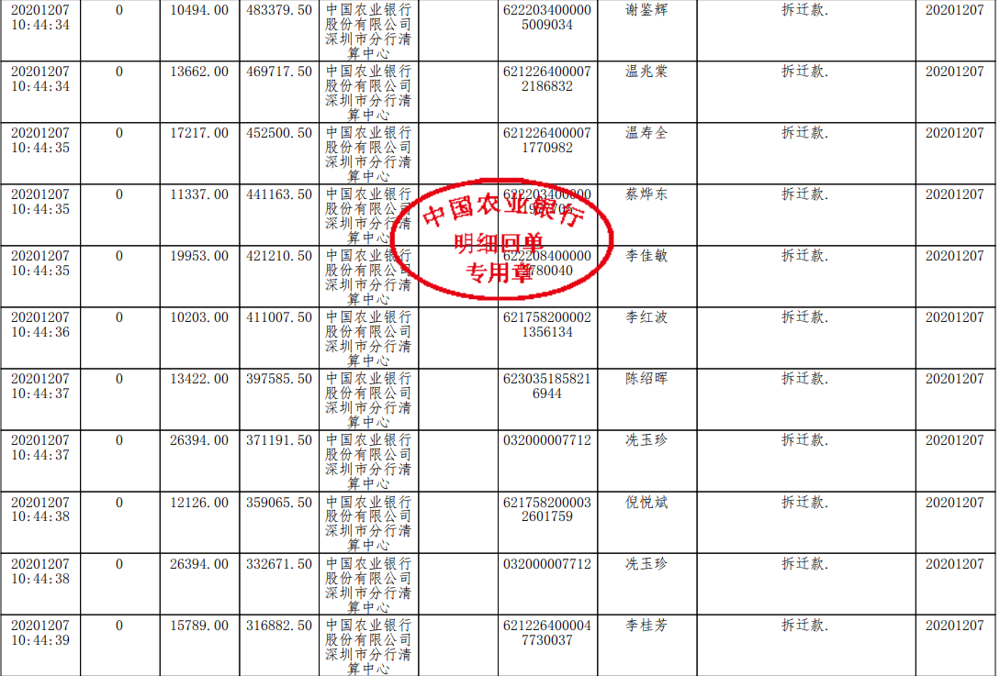 20201207 0 10494.00 483379.50 中国农业银行 622203400000 谢鉴辉 拆迁款. 20201207
10:44:34 股份有限公司 5009034
深圳市分行清
算中心
20201207 0 13662.00 469717.50 中国农业银行 621226400007 温兆棠 拆迁款. 20201207
10:44:34 股份有限公司 2186832
深圳市分行清
算中心
20201207 0 17217.00 452500.50 中国农业银行 621226400007 温寿全 拆迁款. 20201207
10:44:35 股份有限公司 1770982
深圳市分行清
算中心
20201207 0 11337.00 441163.50 中国农业银行 622203400000 蔡烨东 拆迁款. 20201207
10:44:35 股份有限公司
深圳市分行清
算中心
中国农业银行
明细回单
专用章
20201207 0 19953.00 421210.50 中国农业银行 622208400000 李佳敏 拆迁款. 20201207
10:44:35 股份有限公司
深圳市分行清
算中心
20201207 0 10203.00 411007.50 中国农业银行 621758200002 李红波 拆迁款. 20201207
10:44:36 股份有限公司 1356134
深圳市分行清
算中心
20201207 0 13422.00 397585.50 中国农业银行 623035185821 陈绍晖 拆迁款. 20201207
10:44:37 股份有限公司 6944
深圳市分行清
算中心
20201207 0 26394.00 371191.50 中国农业银行 032000007712 冼玉珍 拆迁款. 20201207
10:44:37 股份有限公司
深圳市分行清
算中心
20201207 0 12126.00 359065.50 中国农业银行 621758200003 倪悦斌 拆迁款. 20201207
10:44:38 股份有限公司 2601759
深圳市分行清
算中心
20201207 0 26394.00 332671.50 中国农业银行 032000007712 冼玉珍 拆迁款. 20201207
10:44:38 股份有限公司
深圳市分行清
算中心
20201207 0 15789.00 316882.50 中国农业银行 621226400004 李桂芳 拆迁款. 20201207
10:44:39 股份有限公司 7730037
深圳市分行清
算中心